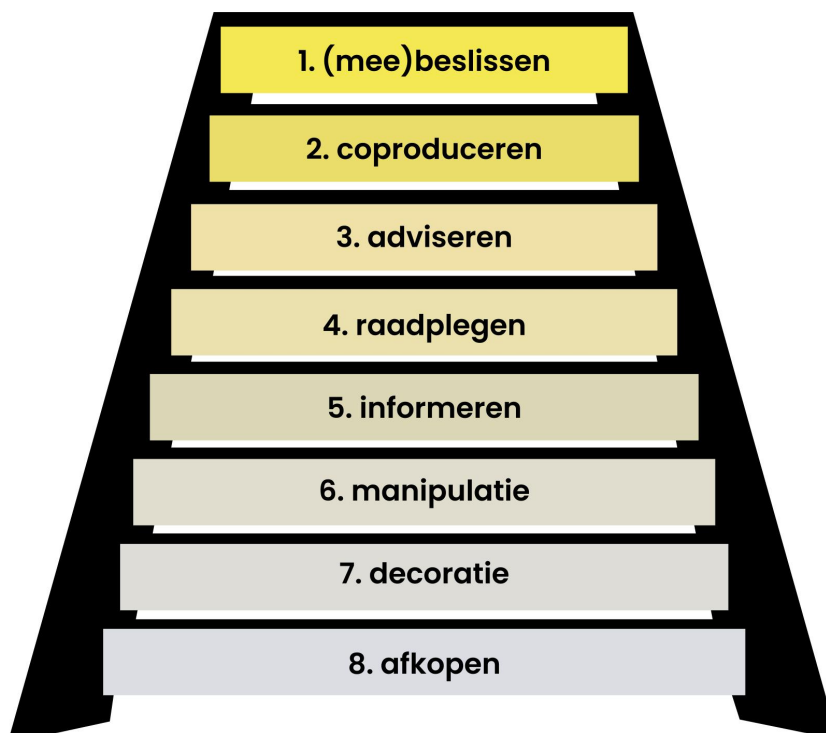 1. (mee)beslissen
2. coproduceren
3. adviseren
4. raadplegen
5. informeren
6. manipulatie
7. decoratie
8. afkopen